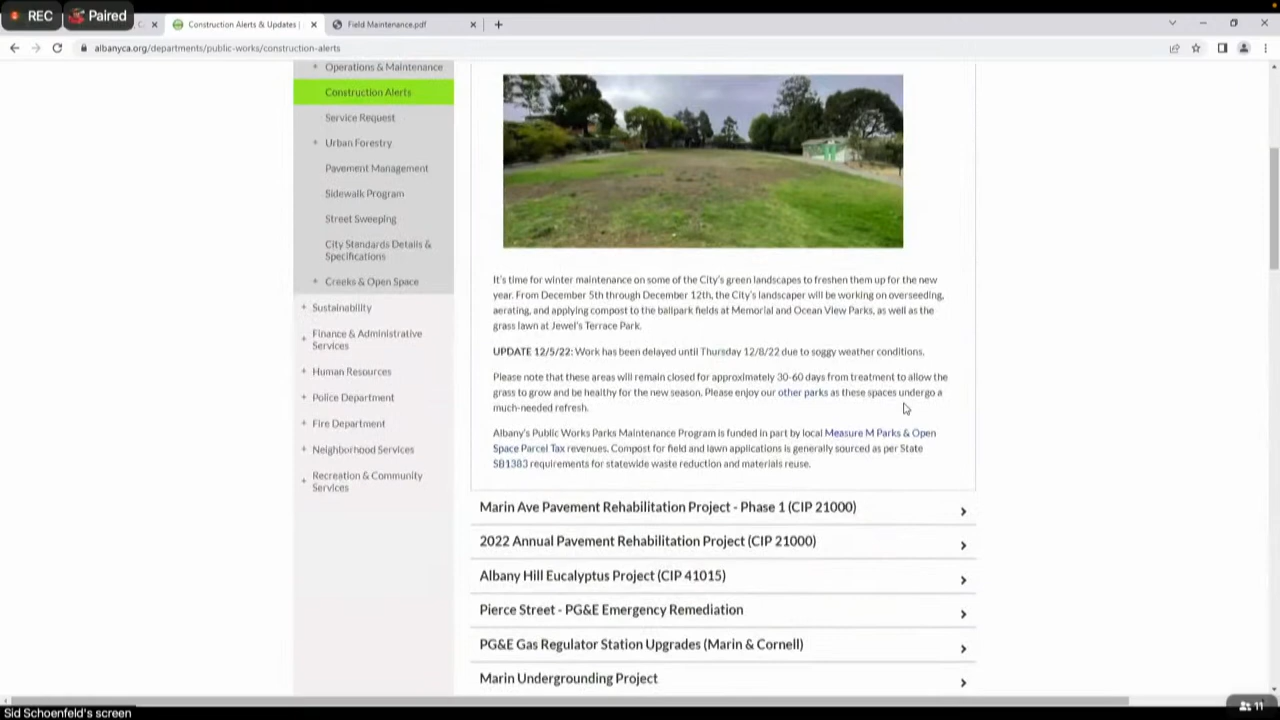 REC
Paired
Construction Alerts & Updates |
Field Maintenance.pdf
albanyca.org/departments/public-works/construction-alerts
Operations & Maintenance
Construction Alerts
Service Request
Urban Forestry
Pavement Management
Sidewalk Program
Street Sweeping
City Standards Details &
Specifications
Creeks & Open Space
Sustainability
Finance & Administrative
Services
Human Resources
Police Department
Fire Department
Neighborhood Services
Recreation & Community
Services
It's time for winter maintenance on some of the City's green landscapes to freshen them up for the new
year. From December 5th through December 12th, the City's landscaper will be working on overseeding,
aerating, and applying compost to the ballpark fields at Memorial and Ocean View Parks, as well as the
grass lawn at Jewel's Terrace Park.
UPDATE 12/5/22: Work has been delayed until Thursday 12/8/22 due to soggy weather conditions.
Please note that these areas will remain closed for approximately 30-60 days from treatment to allow the
grass to grow and be healthy for the new season. Please enjoy our other parks as these spaces undergo a
much-needed refresh.
Albany's Public Works Parks Maintenance Program is funded in part by local Measure M Parks & Open
Space Parcel Tax revenues. Compost for field and lawn applications is generally sourced as per State
SB1383 requirements for statewide waste reduction and materials reuse.
Marin Ave Pavement Rehabilitation Project - Phase 1 (CIP 21000)
2022 Annual Pavement Rehabilitation Project (CIP 21000)
Albany Hill Eucalyptus Project (CIP 41015)
Pierce Street - PG&E Emergency Remediation
PG&E Gas Regulator Station Upgrades (Marin & Cornell)
Marin Undergrounding Project
Sid Schoenfeld's screen
11